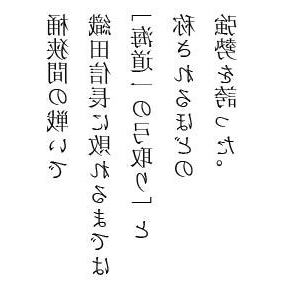 桶狭間の戦いで
織田信長に敗れるまでは
「海道一の弓取り」と
称されるほどの
強勢を誇った。